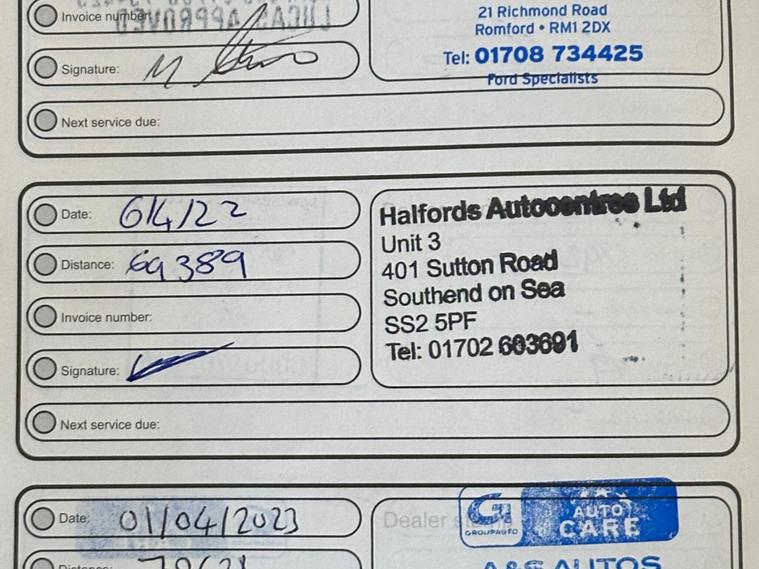 Invoice number:
21 Richmond Road
Romford • RM1 2DX
Signature:
Tel: 01708 734425
Ford Specialists
Next service due:
Date: 6/4/22
Halfords Autocentres Ltd
Unit 3
Distance: 69389
401 Sutton Road
Southend on Sea
Invoice number:
SS2 5PF
Tel: 01702 603691
Signature:
Next service due:
Date: 01/04/2023
Dealer
G
GROUPAUTO
AUTO
CARE
Distance:
A&S AUTOS